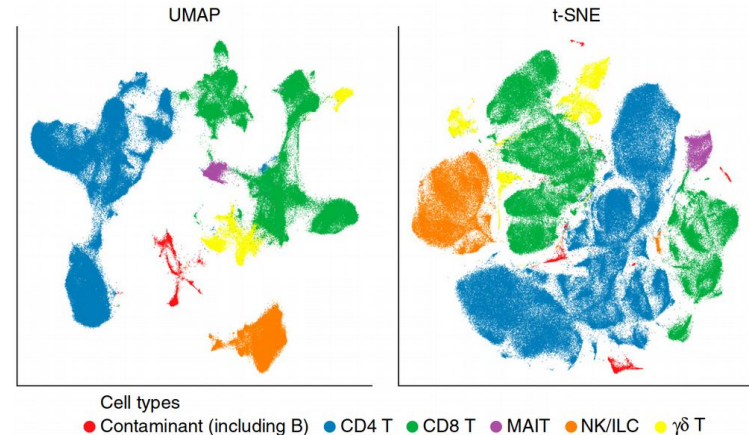 UMAP
t-SNE
Cell types
Contaminant (including B) CD4 T CD8 T MAIT NK/ILC γδ T